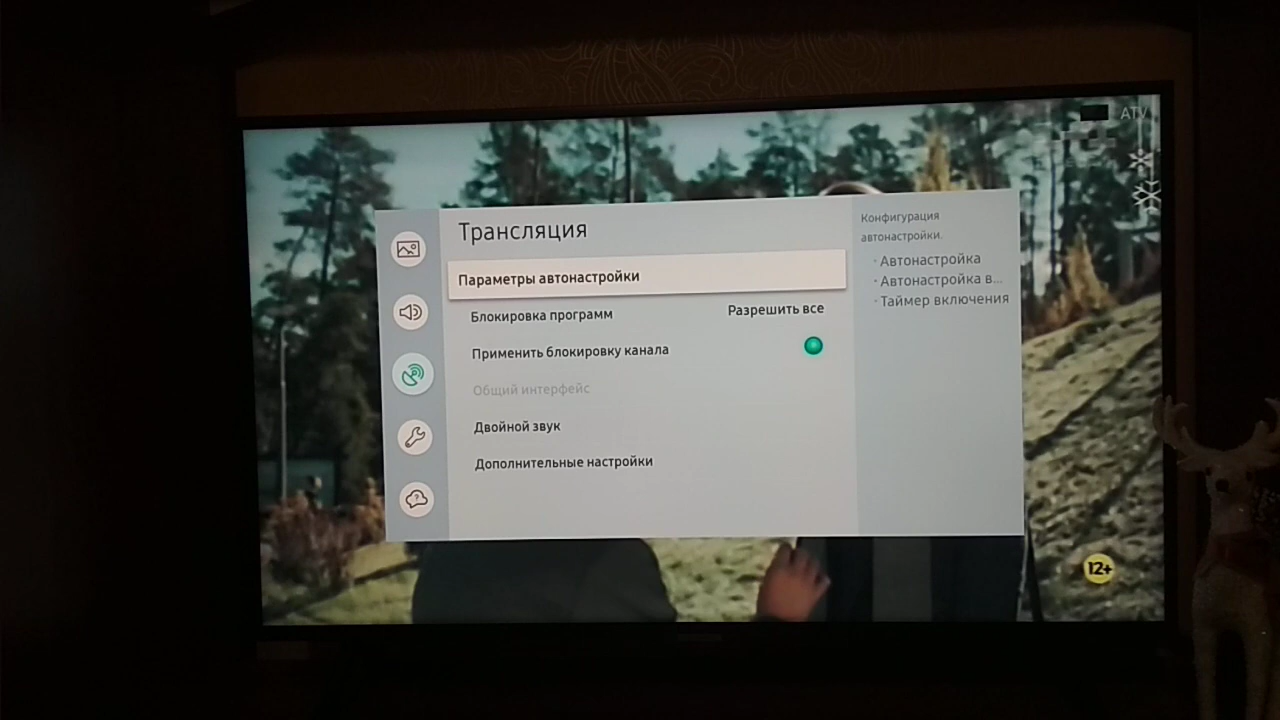 ATV
Трансляция
Параметры автонастройки
Блокировка программ
Разрешить все
Применить блокировку канала
Общий интерфейс
Двойной звук
Дополнительные настройки
Конфигурация
автонастройки.
· Автонастройка
· Автонастройка в...
· Таймер включения
12+